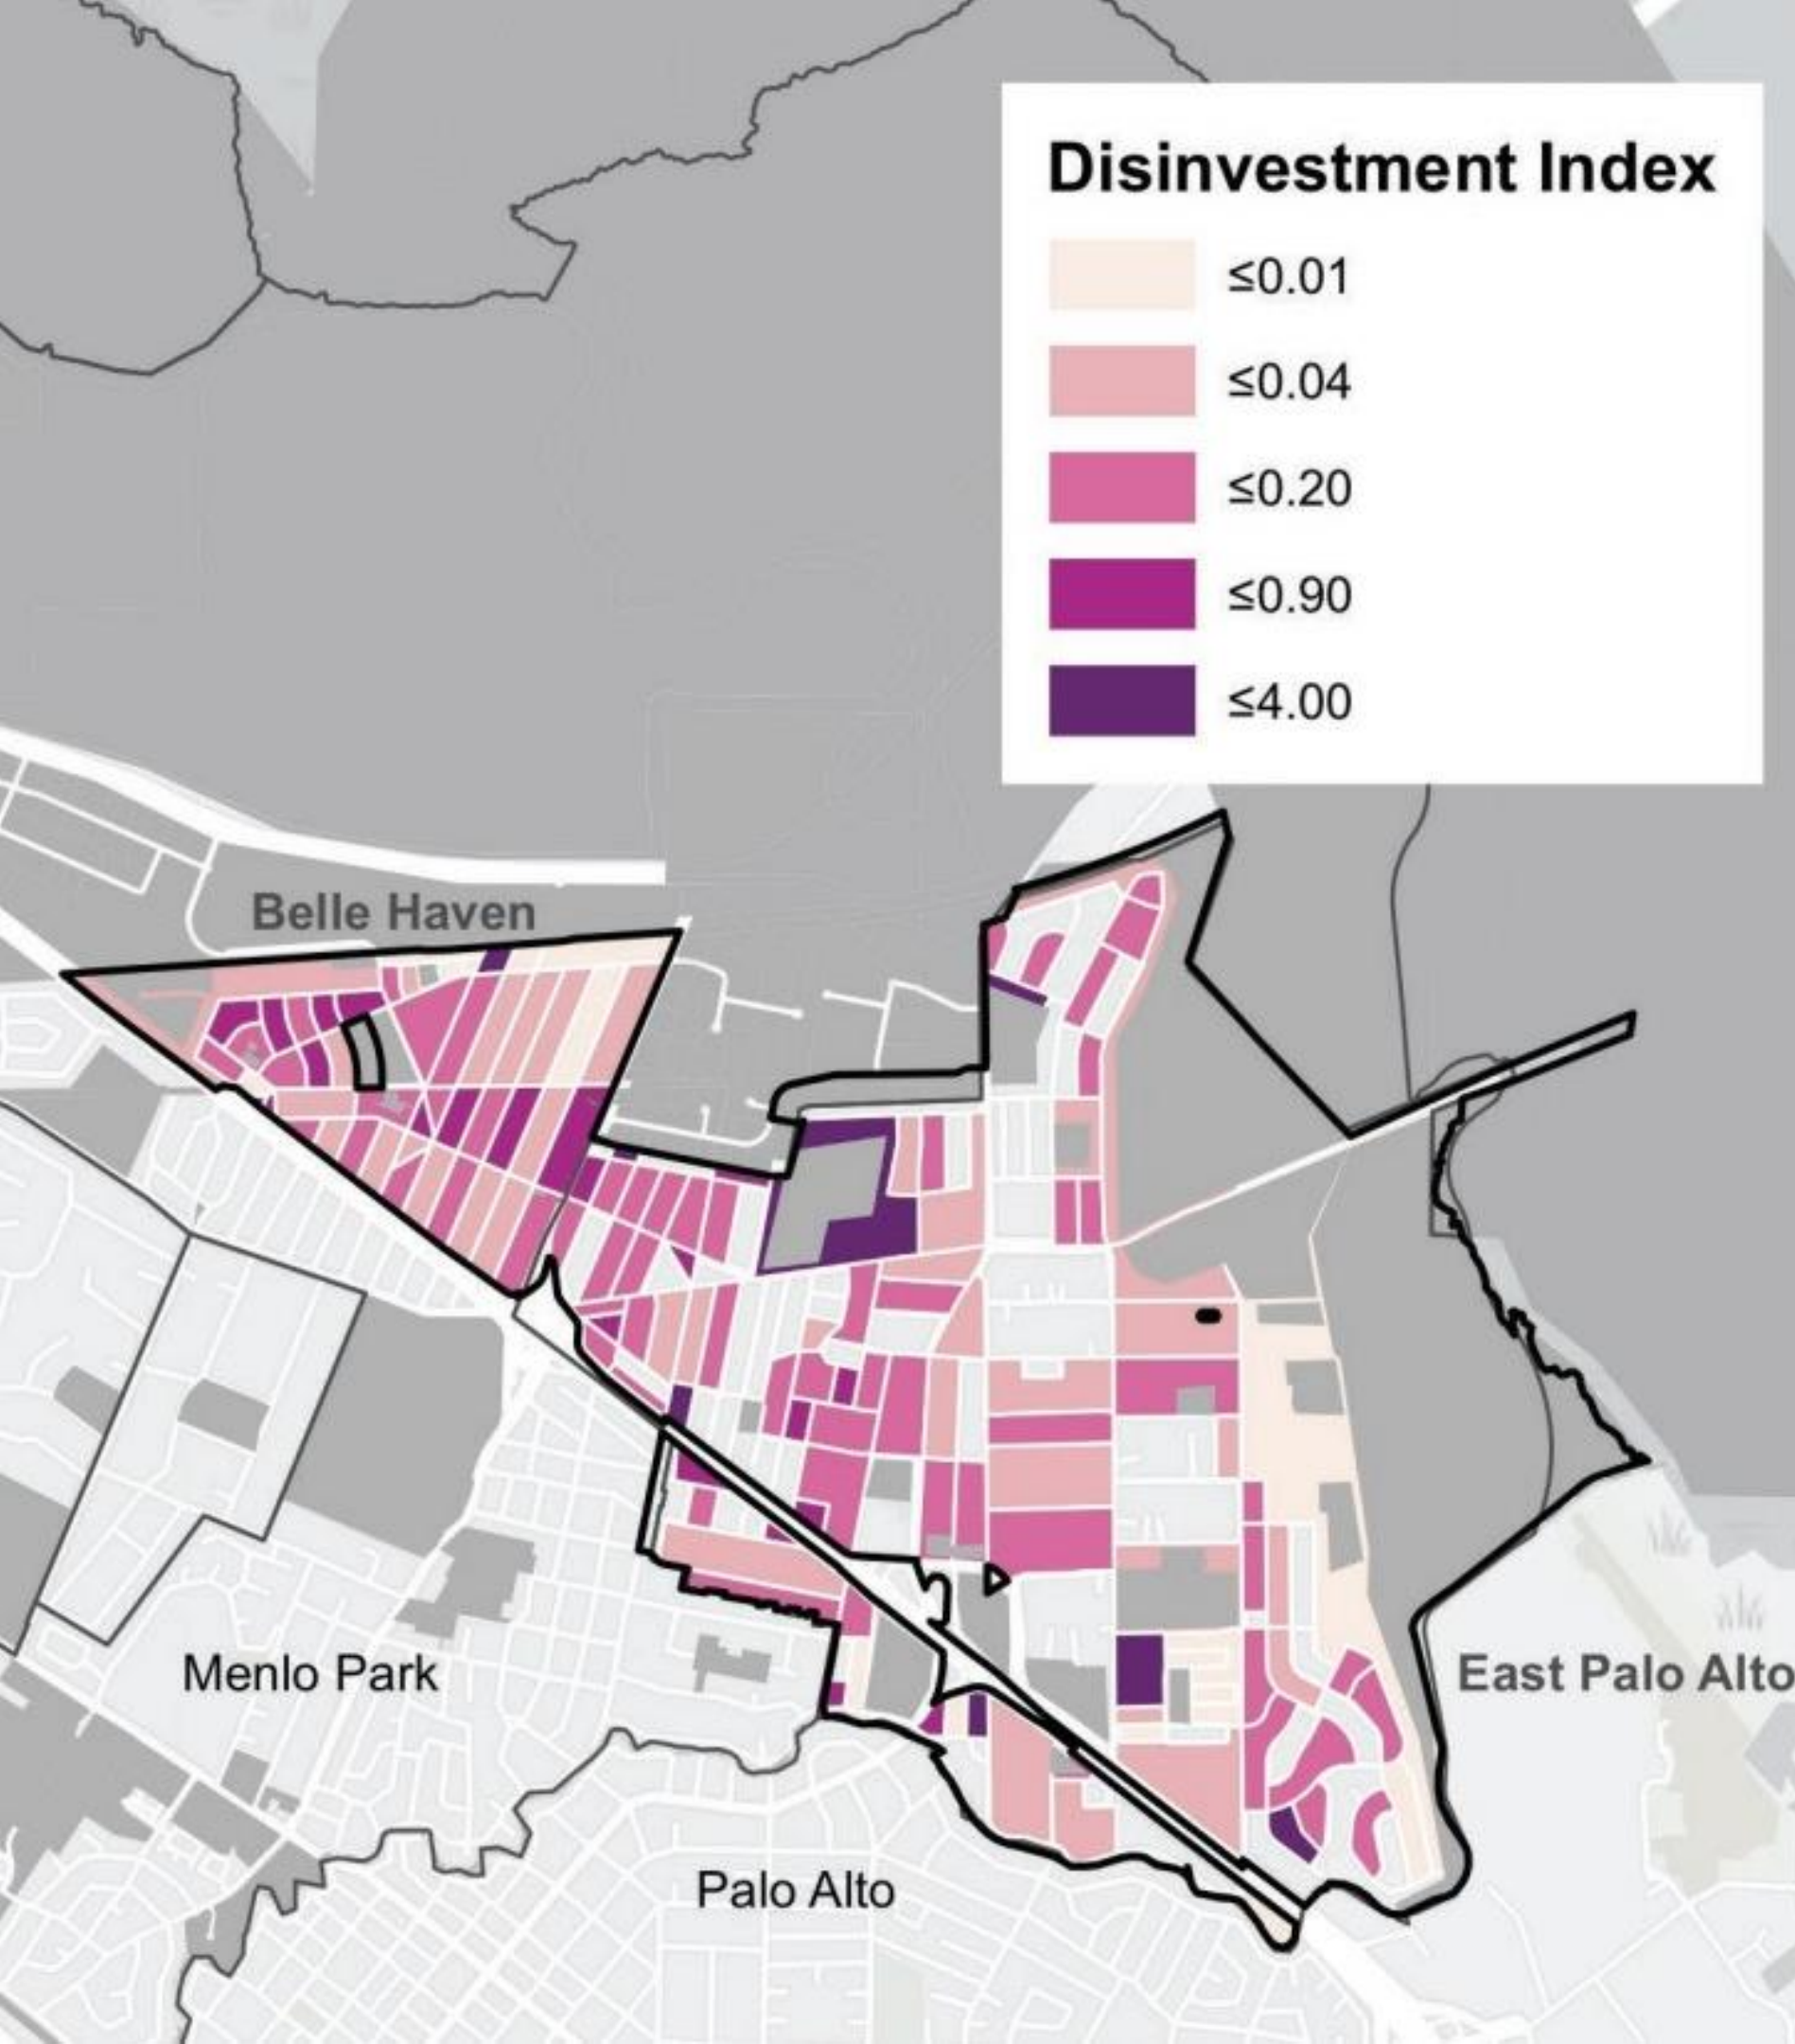 Disinvestment Index
≤0.01
≤0.04
≤0.20
≤0.90
≤4.00
Belle Haven
Menlo Park
East Palo Alto
Palo Alto